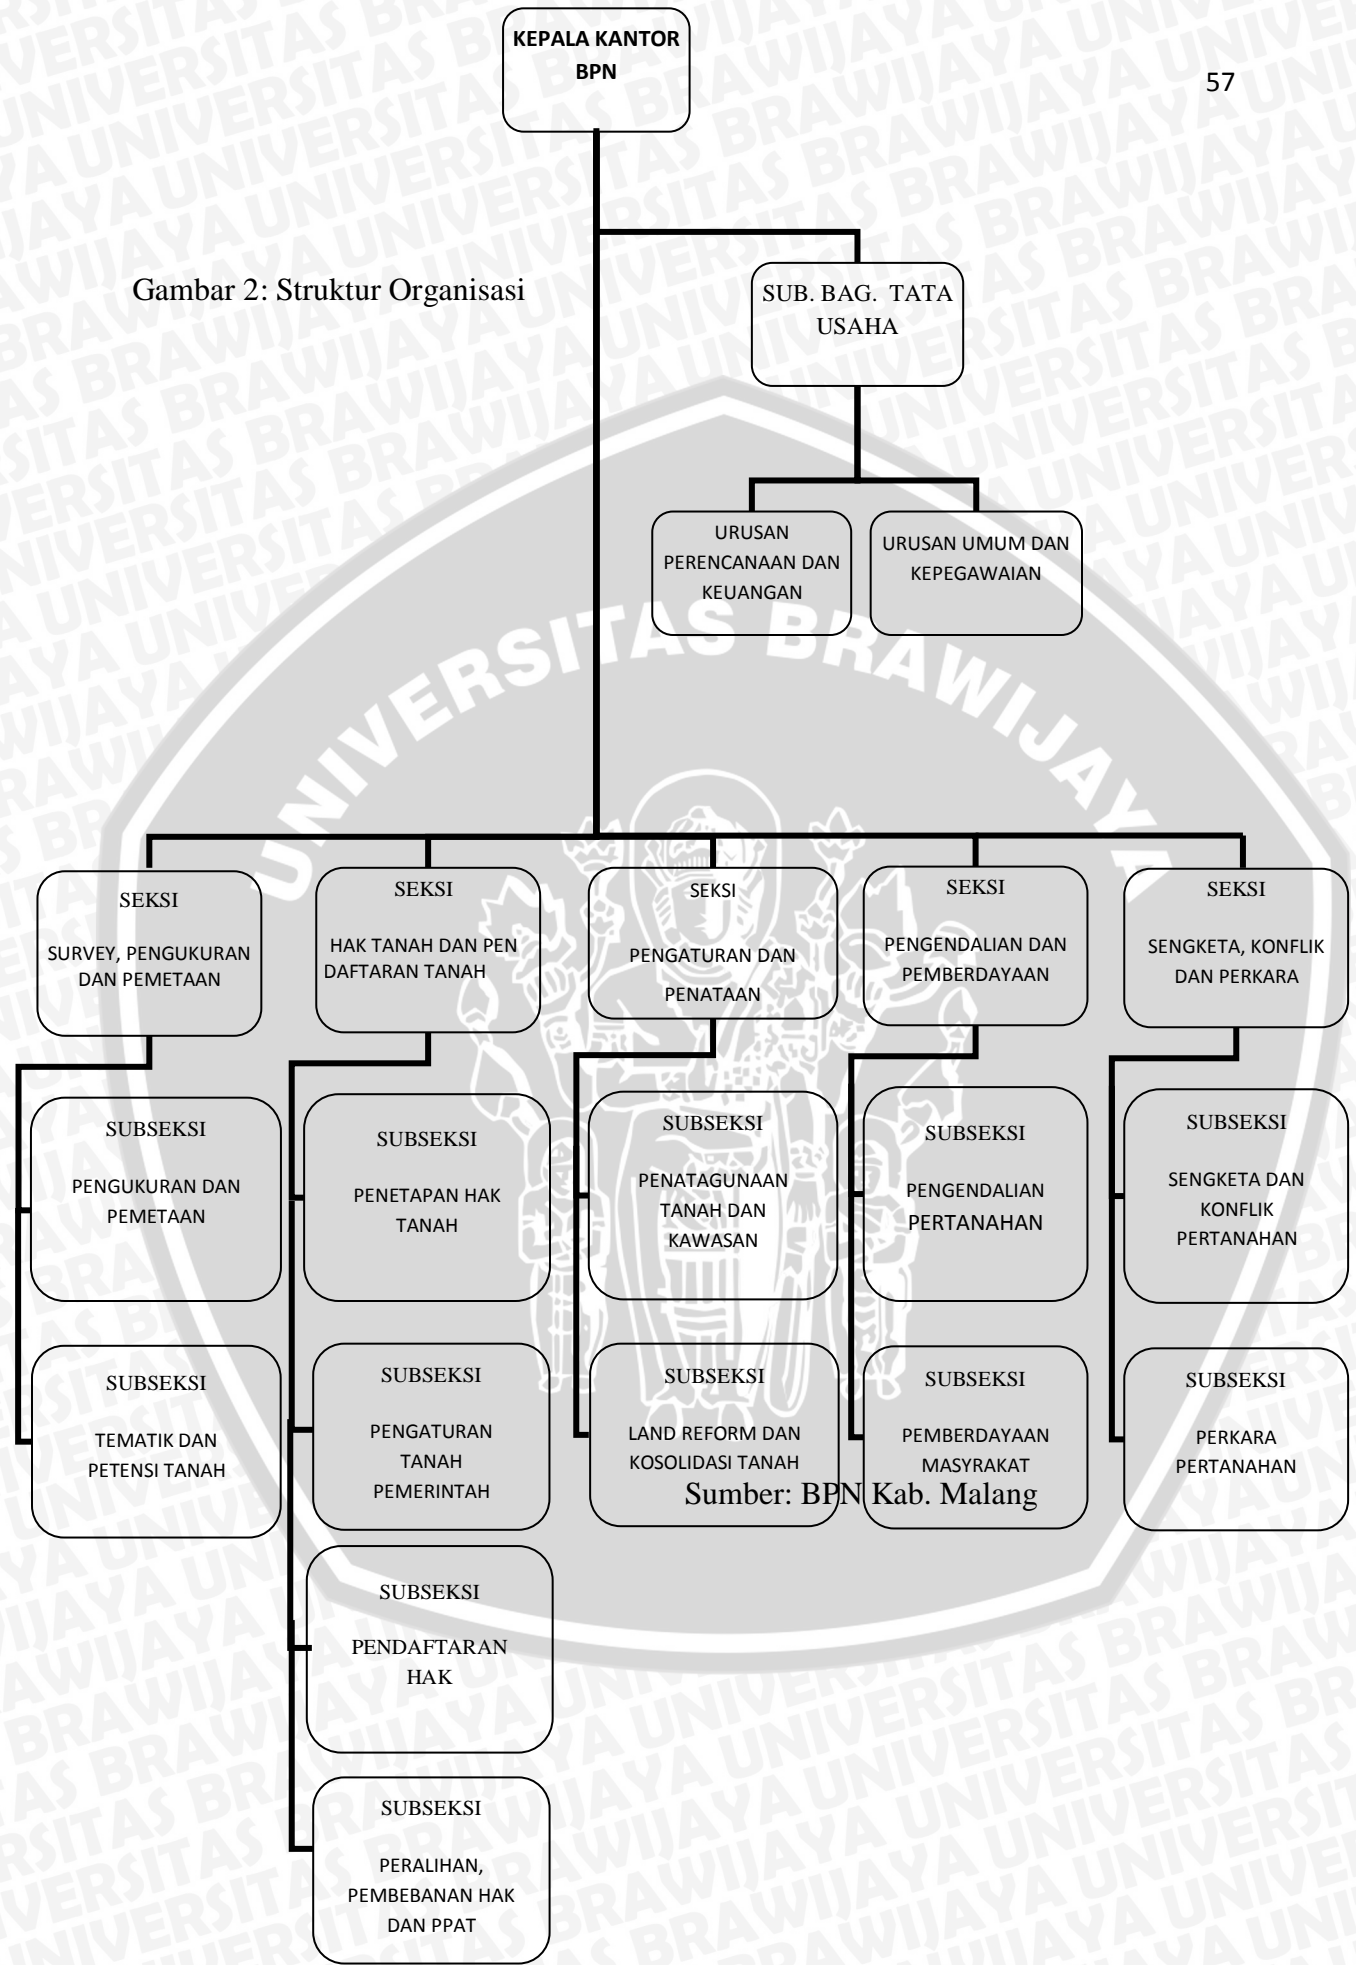 KEPALA KANTOR
BPN
57
Gambar 2: Struktur Organisasi
SUB. BAG. TATA
USAHA
URUSAN
PERENCANAAN DAN
KEUANGAN
URUSAN UMUM DAN
KEPEGAWAIAN
UNIVERSITAS BRAWIJAYA
SEKSI
SURVEY, PENGUKURAN
DAN PEMETAAN
SEKSI
HAK TANAH DAN PEN
DAFTARAN TANAH
SEKSI
PENGATURAN DAN
PENATAAN
SEKSI
PENGENDALIAN DAN
PEMBERDAYAAN
SEKSI
SENGKETA, KONFLIK
DAN PERKARA
SUBSEKSI
PENGUKURAN DAN
PEMETAAN
SUBSEKSI
PENETAPAN HAK
TANAH
SUBSEKSI
PENATAGUNAAN
TANAH DAN
KAWASAN
SUBSEKSI
PENGENDALIAN
PERTANAHAN
SUBSEKSI
SENGKETA DAN
KONFLIK
PERTANAHAN
SUBSEKSI
TEMATIK DAN
PETENSI TANAH
SUBSEKSI
PENGATURAN
TANAH
PEMERINTAH
SUBSEKSI
LAND REFORM DAN
KOSOLIDASI TANAH
SUBSEKSI
PEMBERDAYAAN
MASYRAKAT
SUBSEKSI
PERKARA
PERTANAHAN
Sumber: BPN Kab. Malang
SUBSEKSI
PENDAFTARAN
HAK
SUBSEKSI
PERALIHAN,
PEMBEBANAN HAK
DAN PPAT